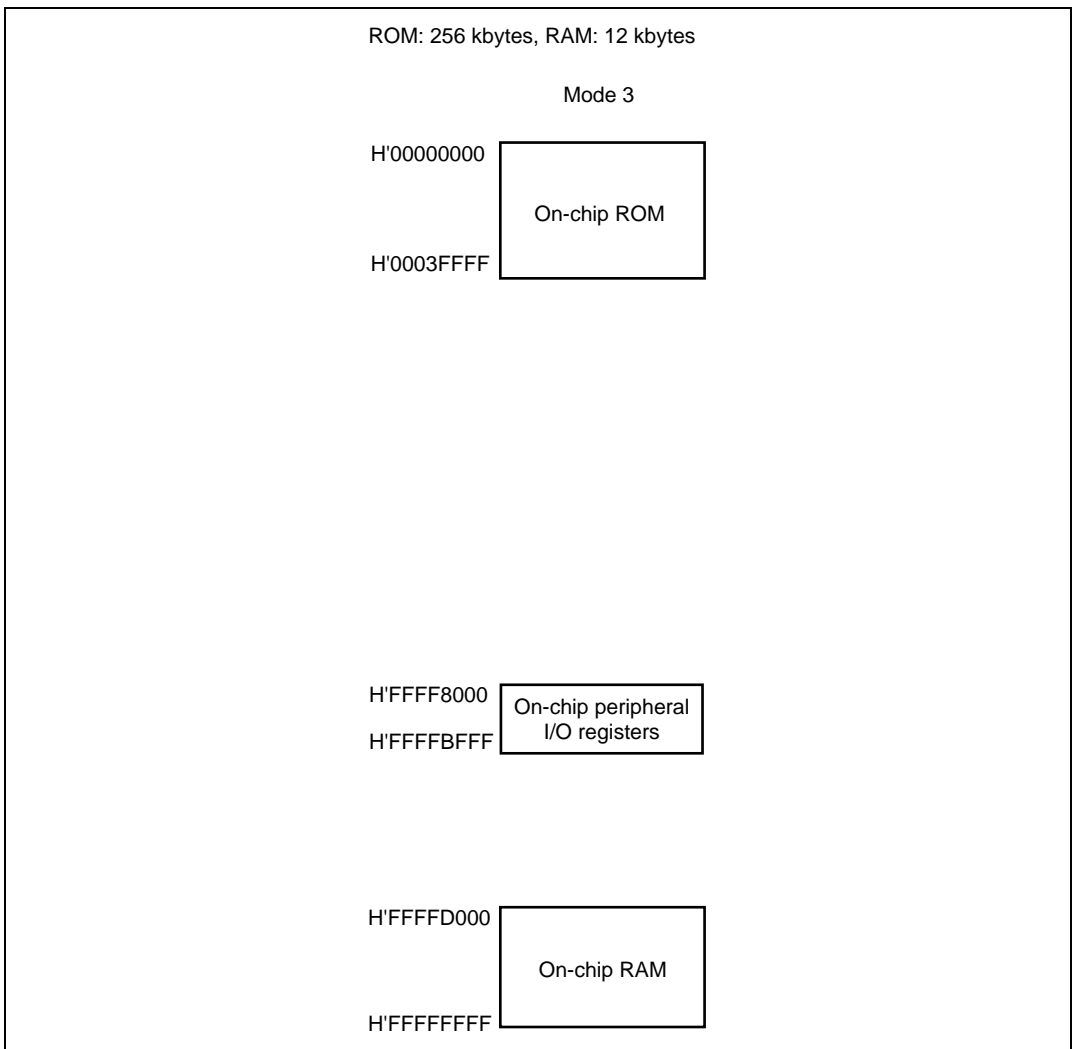 ROM: 256 kbytes, RAM: 12 kbytes
Mode 3
H'00000000
On-chip ROM
H'0003FFFF
H'FFFF8000
On-chip peripheral
I/O registers
H'FFFFBFFF
H'FFFFD000
On-chip RAM
H'FFFFFFFF